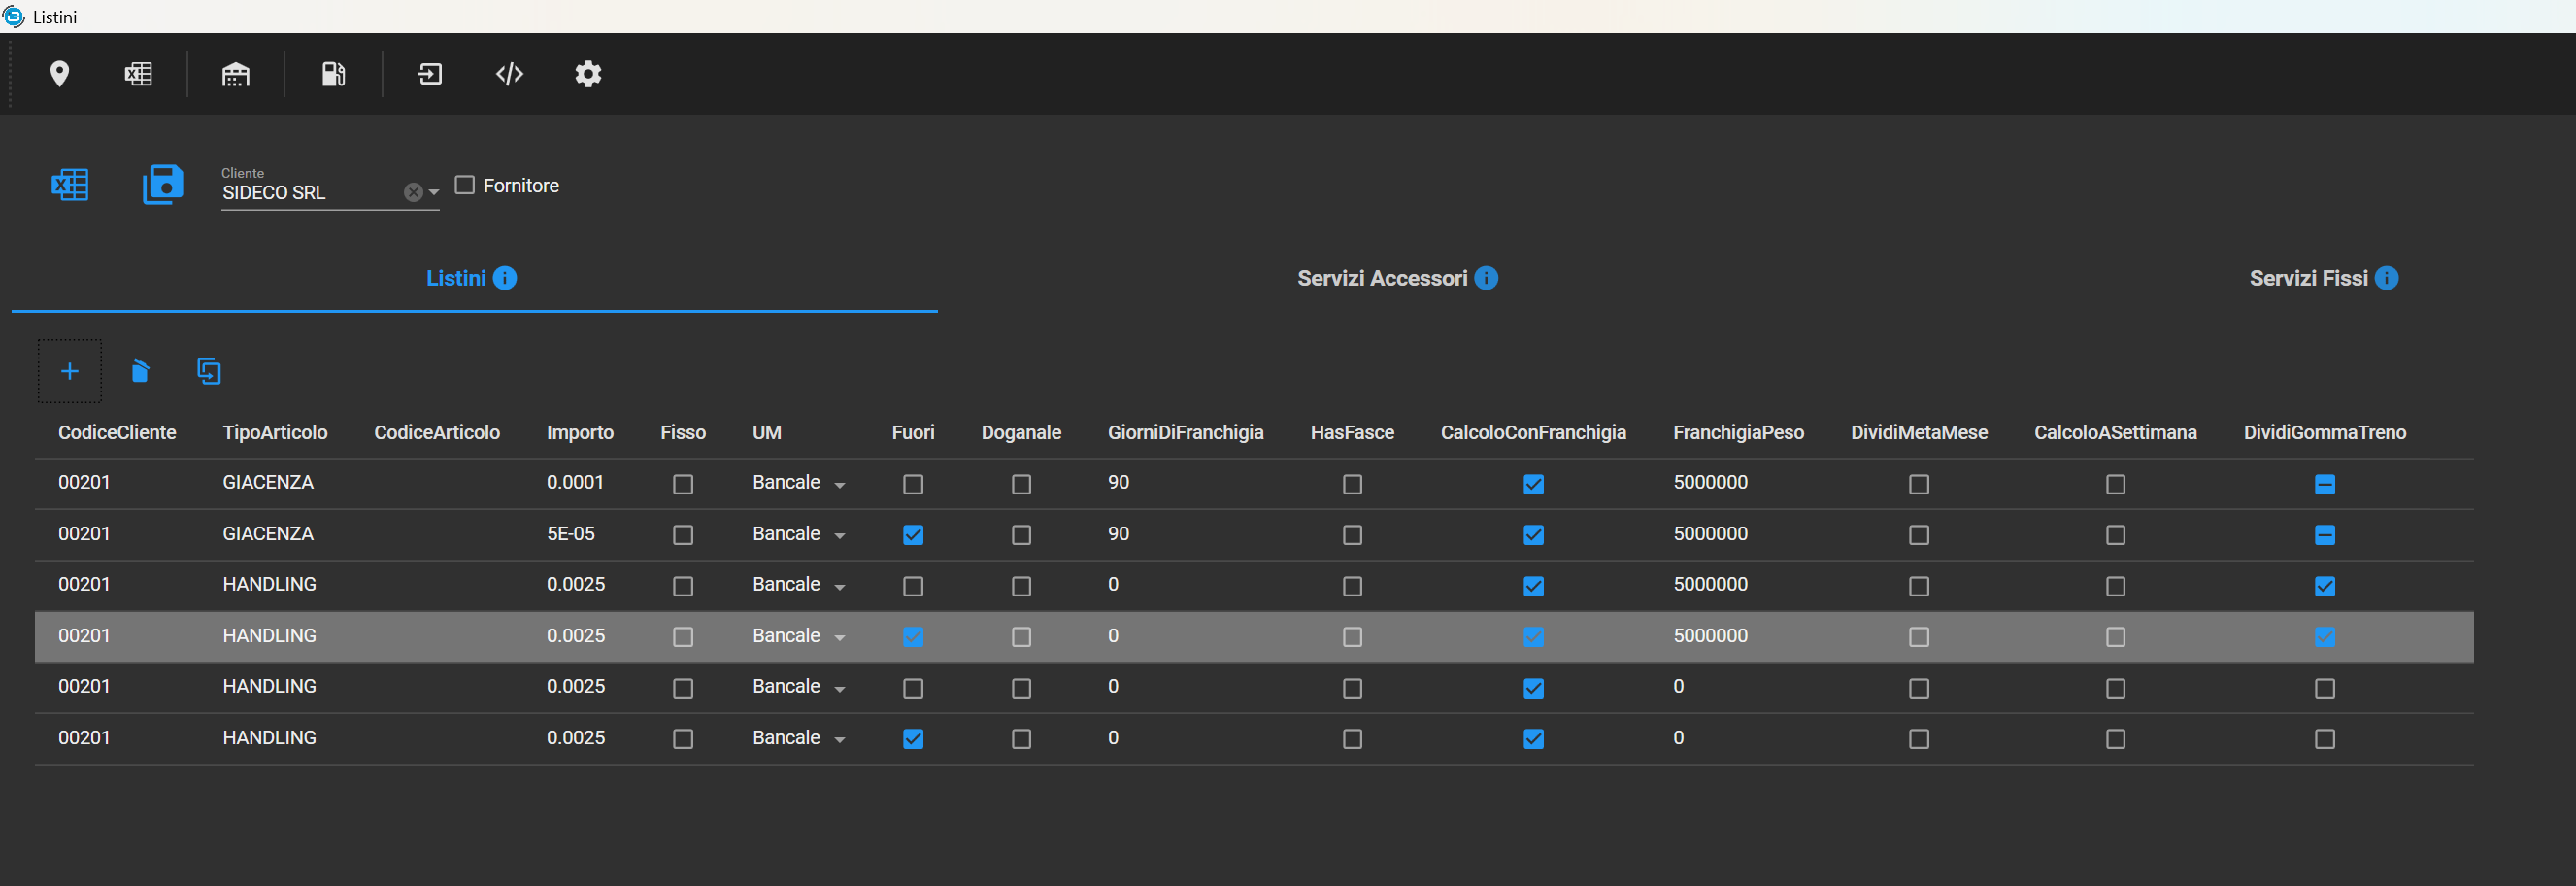 Listini
Cliente
SIDECO SRL
Fornitore
Listini Servizi Accessori Servizi Fissi
CodiceCliente TipoArticolo CodiceArticolo Importo Fisso UM Fuori Doganale GiorniDiFranchigia HasFasce CalcoloConFranchigia FranchigiaPeso DividiMetaMese CalcoloASettimana DividiGommaTreno
00201 GIACENZA 0.0001 Bancale 90 5000000
00201 GIACENZA 5E-05 Bancale 90 5000000
00201 HANDLING 0.0025 Bancale 0 5000000
00201 HANDLING 0.0025 Bancale 0 5000000
00201 HANDLING 0.0025 Bancale 0 0
00201 HANDLING 0.0025 Bancale 0 0